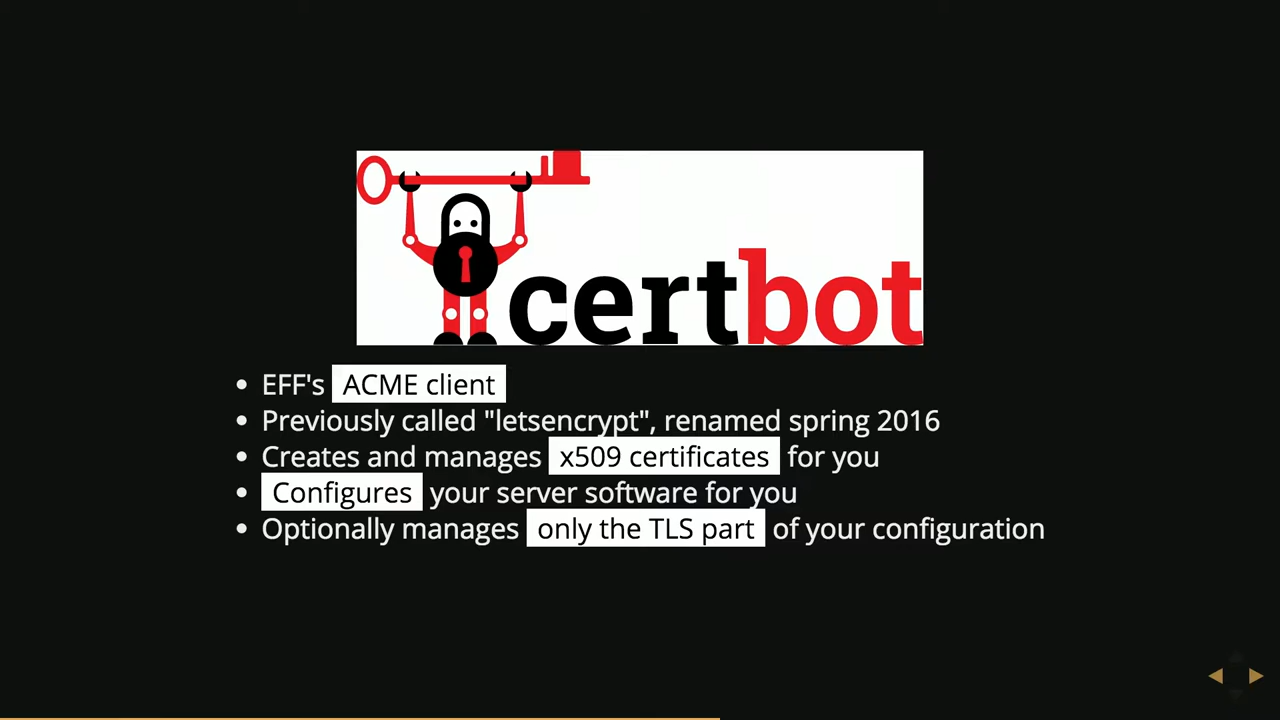 certbot
EFF's ACME client
Previously called "letsencrypt", renamed spring 2016
Creates and manages x509 certificates for you
Configures your server software for you
Optionally manages only the TLS part of your configuration